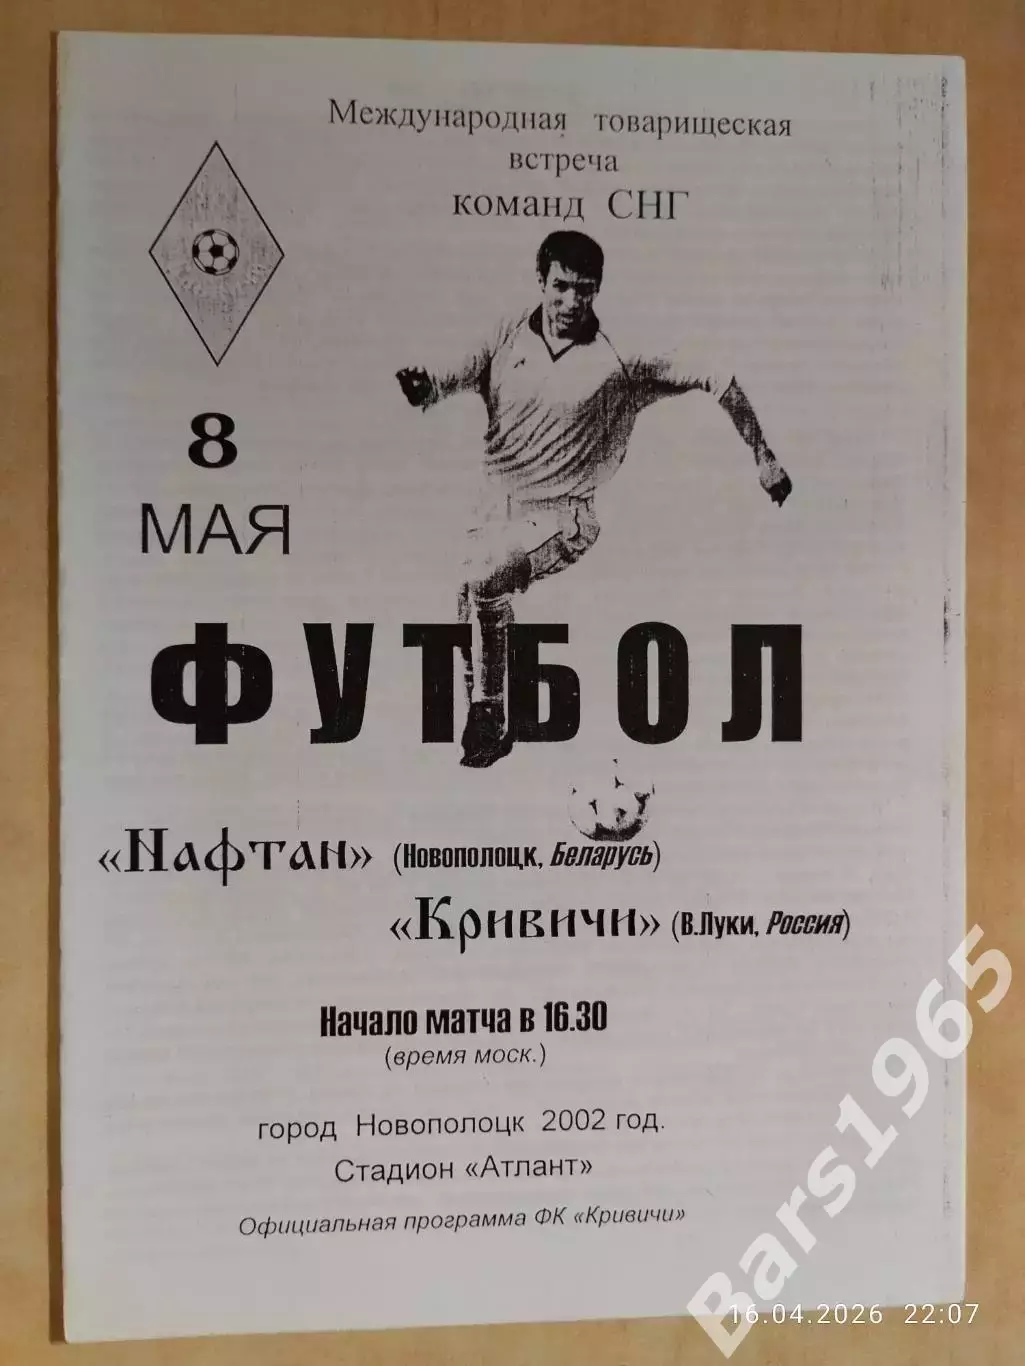 Международная товарищеская
встреча
команд СНГ
8
МАЯ
ФУТБОЛ
«Нафтан» (Новополоцк, Беларусь)
«Кривичи» (В.Луки, Россия)
Начало матча в 16.30
(время моск.)
город Новополоцк 2002 год.
Стадион «Атлант»
Официальная программа ФК «Кривичи»
Bars1965
16.04.2026 22:07